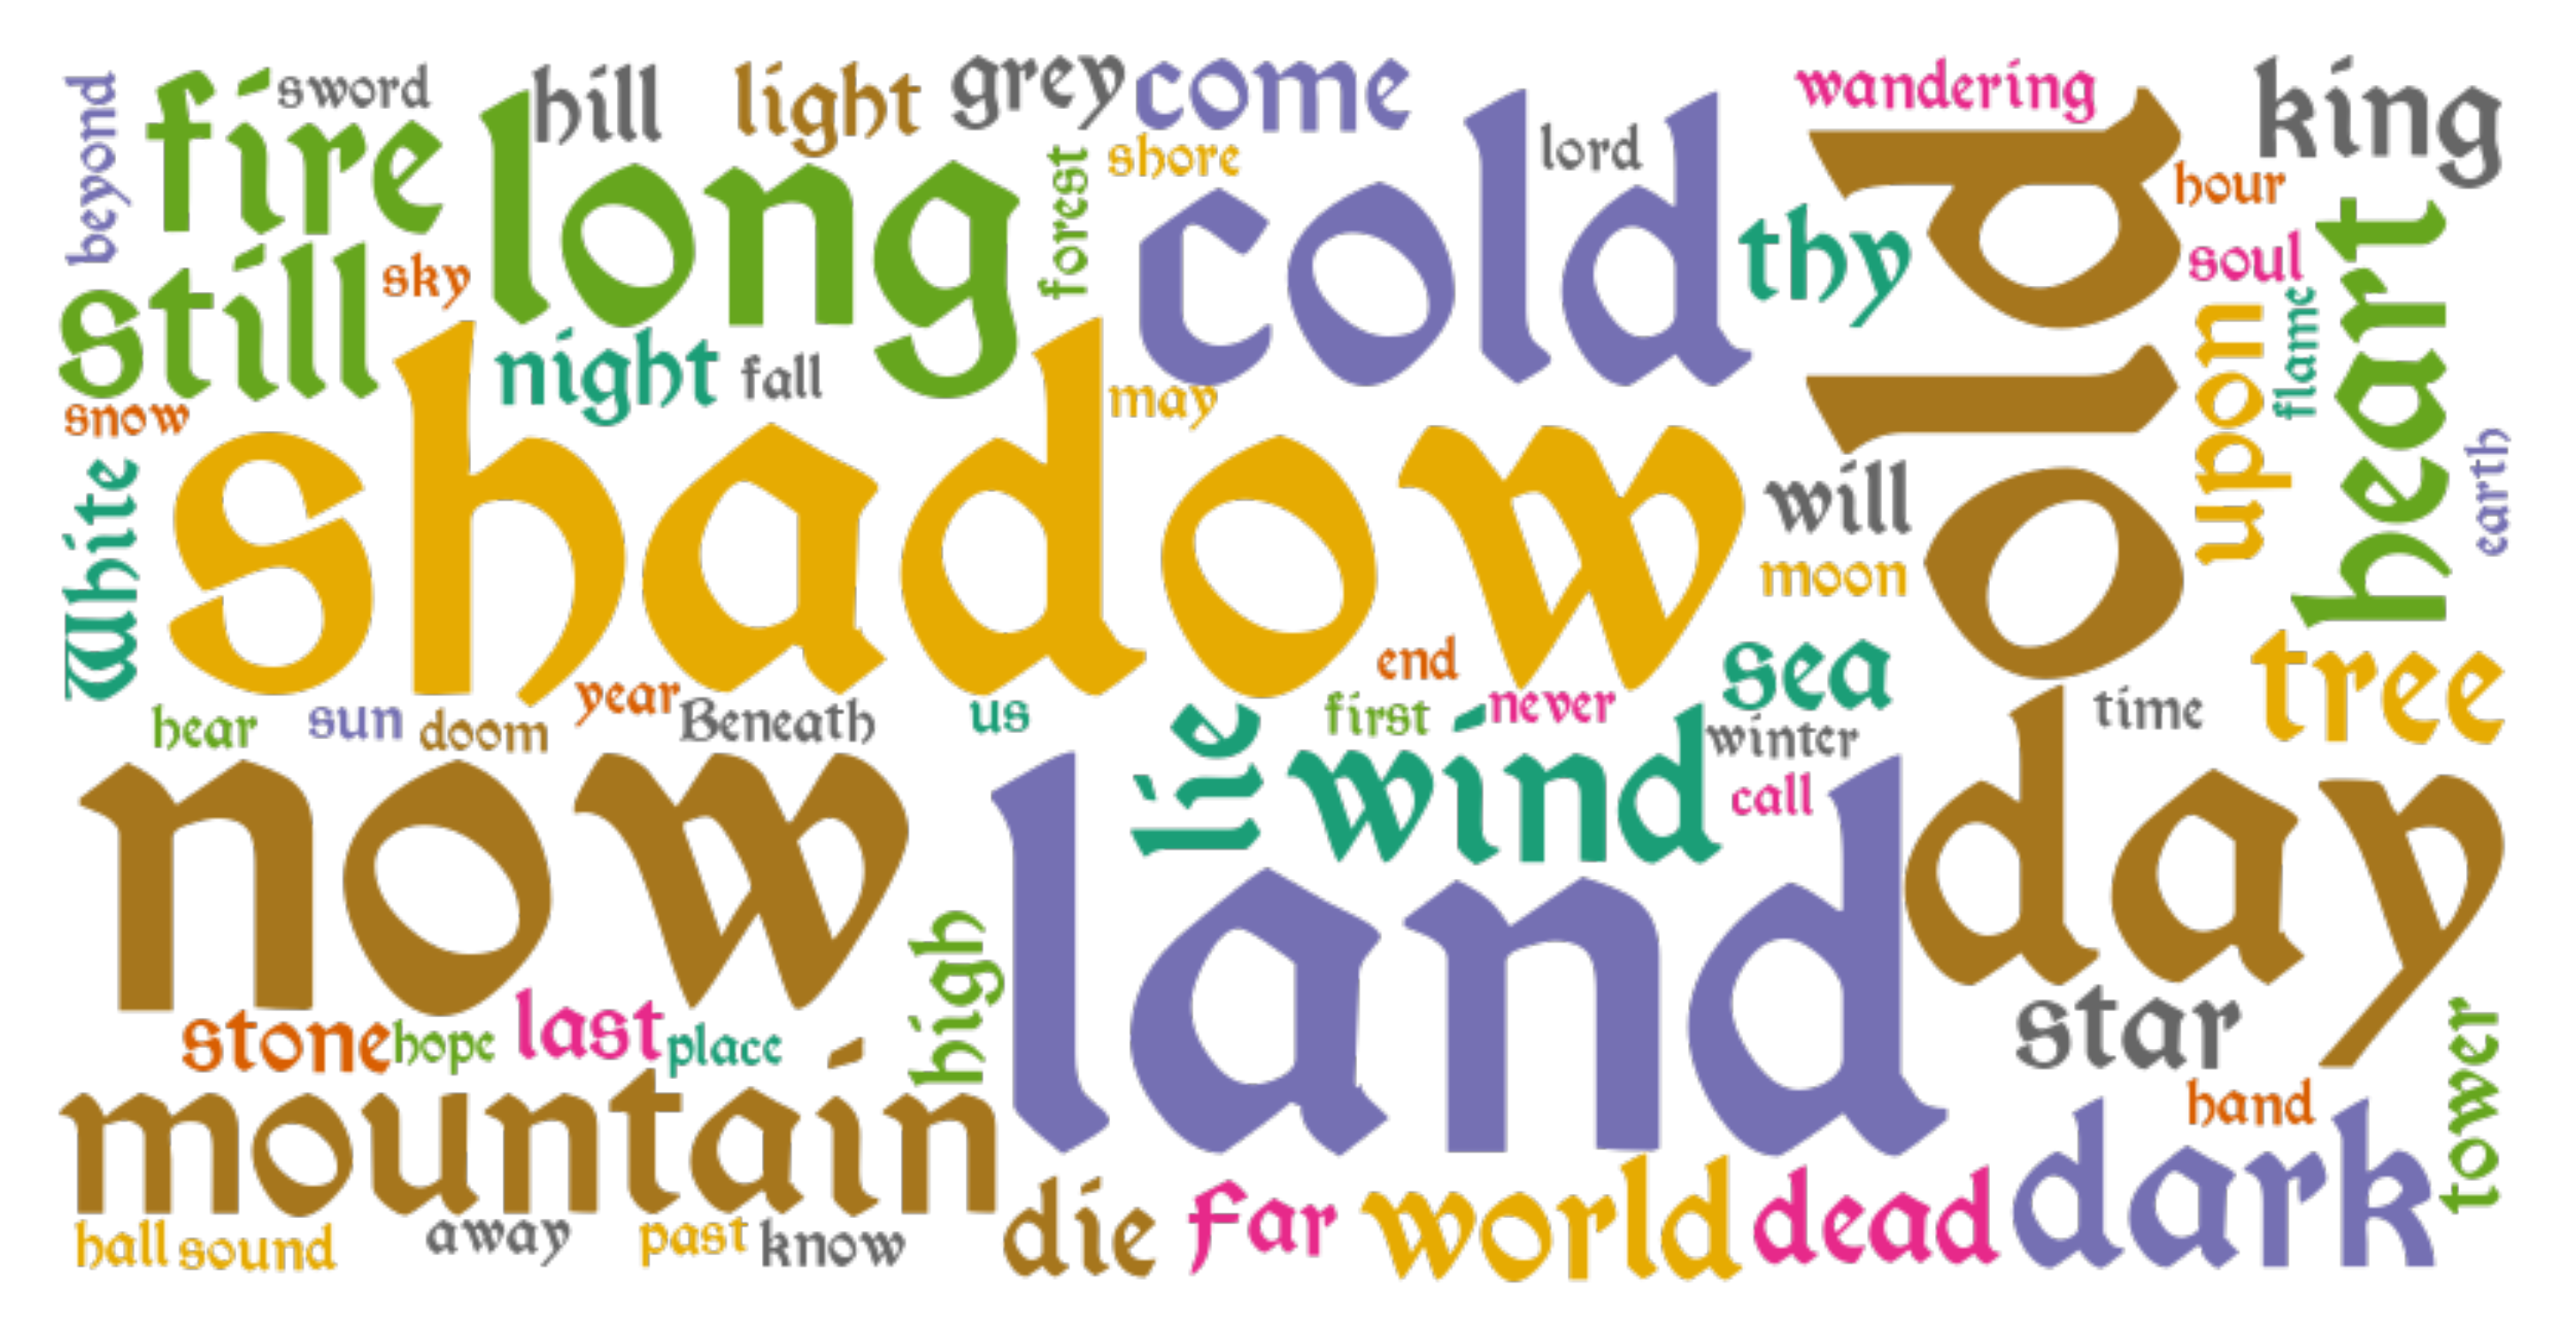 beyond
fire
sword
hill
light
grey
come
wandering
king
long
shore
lord
old
hour
forest
cold
thy
soul
still
sky
heart
night
fall
upon
flame
snow
may
White
shadow
will
earth
moon
end
sea
tree
hear
sun
doom
year
Beneath
us
lie
first
never
winter
time
now
wind
call
day
land
high
stone
hope
last
place
star
tower
mountain
hand
hall
sound
away
past
know
die
far
world
dead
dark